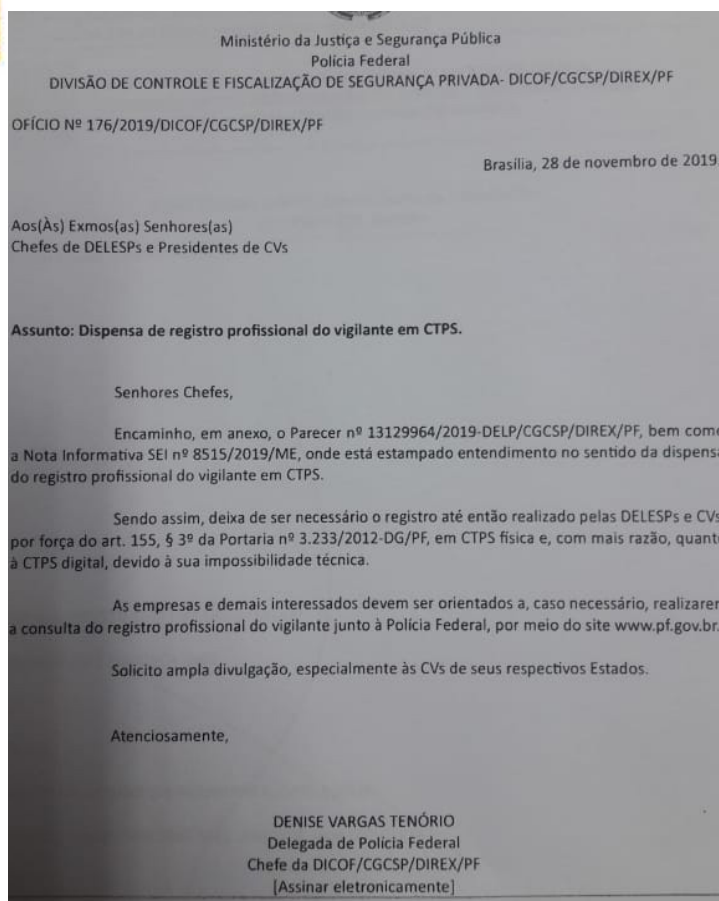 Ministério da Justiça e Segurança Pública
Polícia Federal
DIVISÃO DE CONTROLE E FISCALIZAÇÃO DE SEGURANÇA PRIVADA- DICOF/CGCSP/DIREX/PF
OFÍCIO Nº 176/2019/DICOF/CGCSP/DIREX/PF
Brasília, 28 de novembro de 2019
Aos(Às) Exmos(as) Senhores(as)
Chefes de DELESPs e Presidentes de CVs
Assunto: Dispensa de registro profissional do vigilante em CTPS.
Senhores Chefes,
Encaminho, em anexo, o Parecer nº 13129964/2019-DELP/CGCSP/DIREX/PF, bem como
a Nota Informativa SEI nº 8515/2019/ME, onde está estampado entendimento no sentido da dispensa
do registro profissional do vigilante em CTPS.
Sendo assim, deixa de ser necessário o registro até então realizado pelas DELESPs e CVs
por força do art. 155, § 3º da Portaria nº 3.233/2012-DG/PF, em CTPS física e, com mais razão, quanto
à CTPS digital, devido à sua impossibilidade técnica.
As empresas e demais interessados devem ser orientados a, caso necessário, realizarem
a consulta do registro profissional do vigilante junto à Polícia Federal, por meio do site www.pf.gov.br.
Solicito ampla divulgação, especialmente às CVs de seus respectivos Estados.
Atenciosamente,
DENISE VARGAS TENÓRIO
Delegada de Polícia Federal
Chefe da DICOF/CGCSP/DIREX/PF
[Assinar eletronicamente]